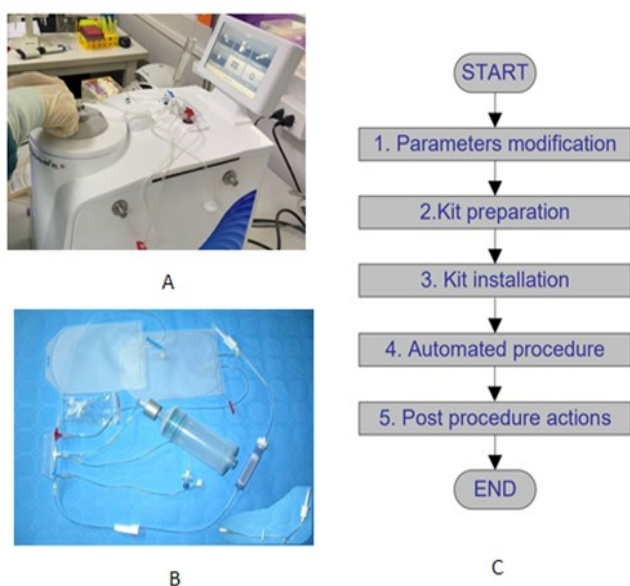 START
1. Parameters modification
2.Kit preparation
3. Kit installation
4. Automated procedure
5. Post procedure actions
END
A
B
C